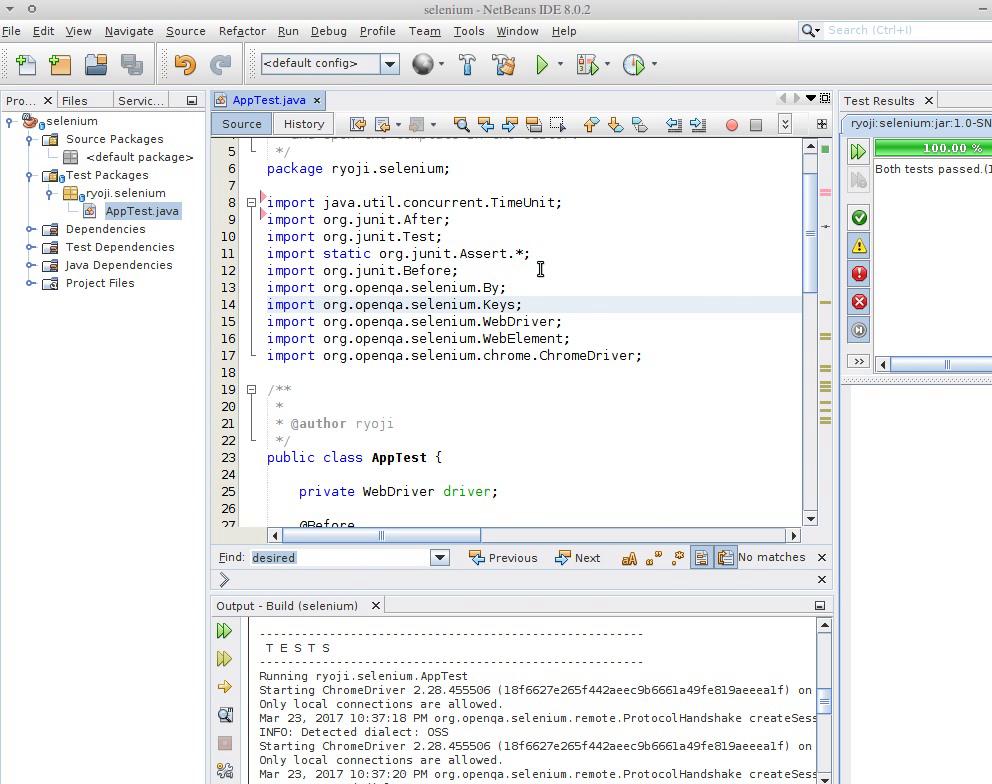 selenium - NetBeans IDE 8.0.2
File Edit View Navigate Source Refactor Run Debug Profile Team Tools Window Help
Search (Ctrl+I)
<default config>
Pro... Files Servic...
selenium
Source Packages
<default package>
Test Packages
ryoji.selenium
AppTest.java
Dependencies
Test Dependencies
Java Dependencies
Project Files
AppTest.java
Source History
5 */
6 package ryoji.selenium;
7
8 import java.util.concurrent.TimeUnit;
9 import org.junit.After;
10 import org.junit.Test;
11 import static org.junit.Assert.*;
12 import org.junit.Before;
13 import org.openqa.selenium.By;
14 import org.openqa.selenium.Keys;
15 import org.openqa.selenium.WebDriver;
16 import org.openqa.selenium.WebElement;
17 import org.openqa.selenium.chrome.ChromeDriver;
18
19 /**
20 *
21 * @author ryoji
22 */
23 public class AppTest {
24
25 private WebDriver driver;
26
27 @Before
Find: desired Previous Next No matches
Output - Build (selenium)
-------------------------------------------------------
T E S T S
-------------------------------------------------------
Running ryoji.selenium.AppTest
Starting ChromeDriver 2.28.455506 (18f6627e265f442aeec9b6661a49fe819aeeea1f) on
Only local connections are allowed.
Mar 23, 2017 10:37:18 PM org.openqa.selenium.remote.ProtocolHandshake createSess
INFO: Detected dialect: OSS
Starting ChromeDriver 2.28.455506 (18f6627e265f442aeec9b6661a49fe819aeeea1f) on
Only local connections are allowed.
Mar 23, 2017 10:37:20 PM org.openqa.selenium.remote.ProtocolHandshake createSess
Test Results
ryoji:selenium:jar:1.0-SN
100.00 %
Both tests passed.(1